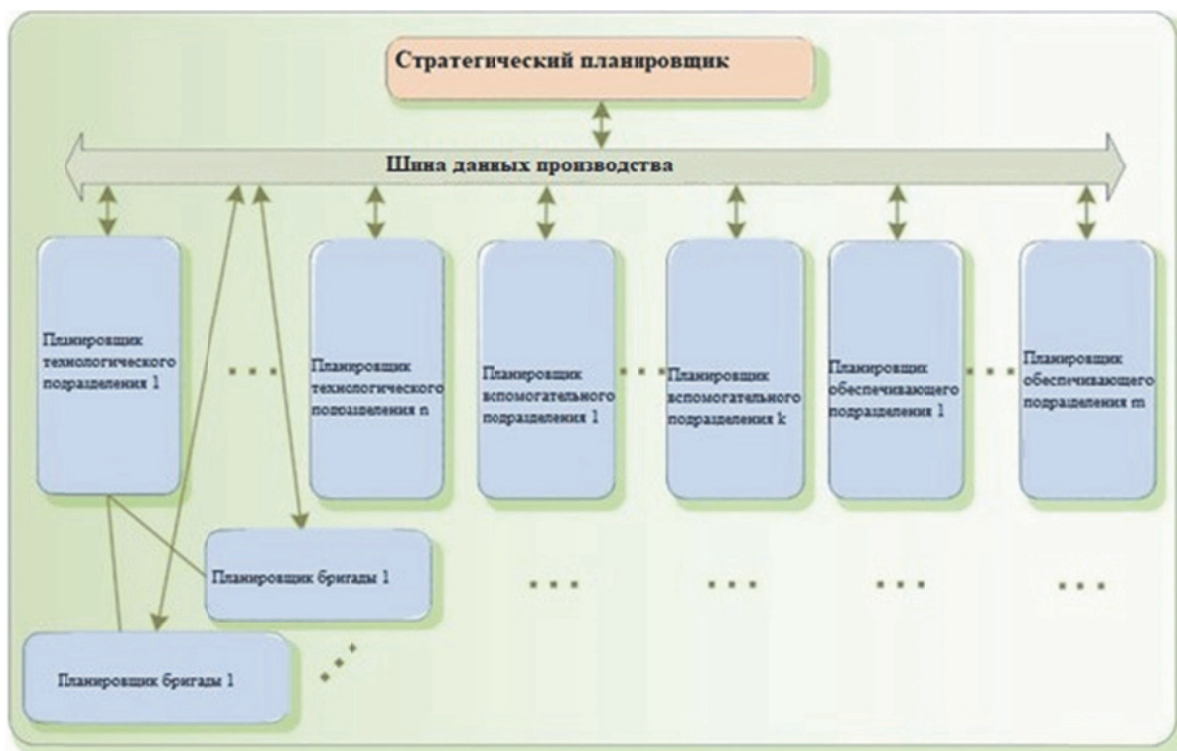 Стратегический планировщик
Шина данных производства
Планировщик
технологического
подразделения 1
Планировщик
технологического
подразделения n
Планировщик
вспомогательного
подразделения 1
Планировщик
вспомогательного
подразделения k
Планировщик
обеспечивающего
подразделения 1
Планировщик
обеспечивающего
подразделения m
Планировщик бригады 1
Планировщик бригады 1